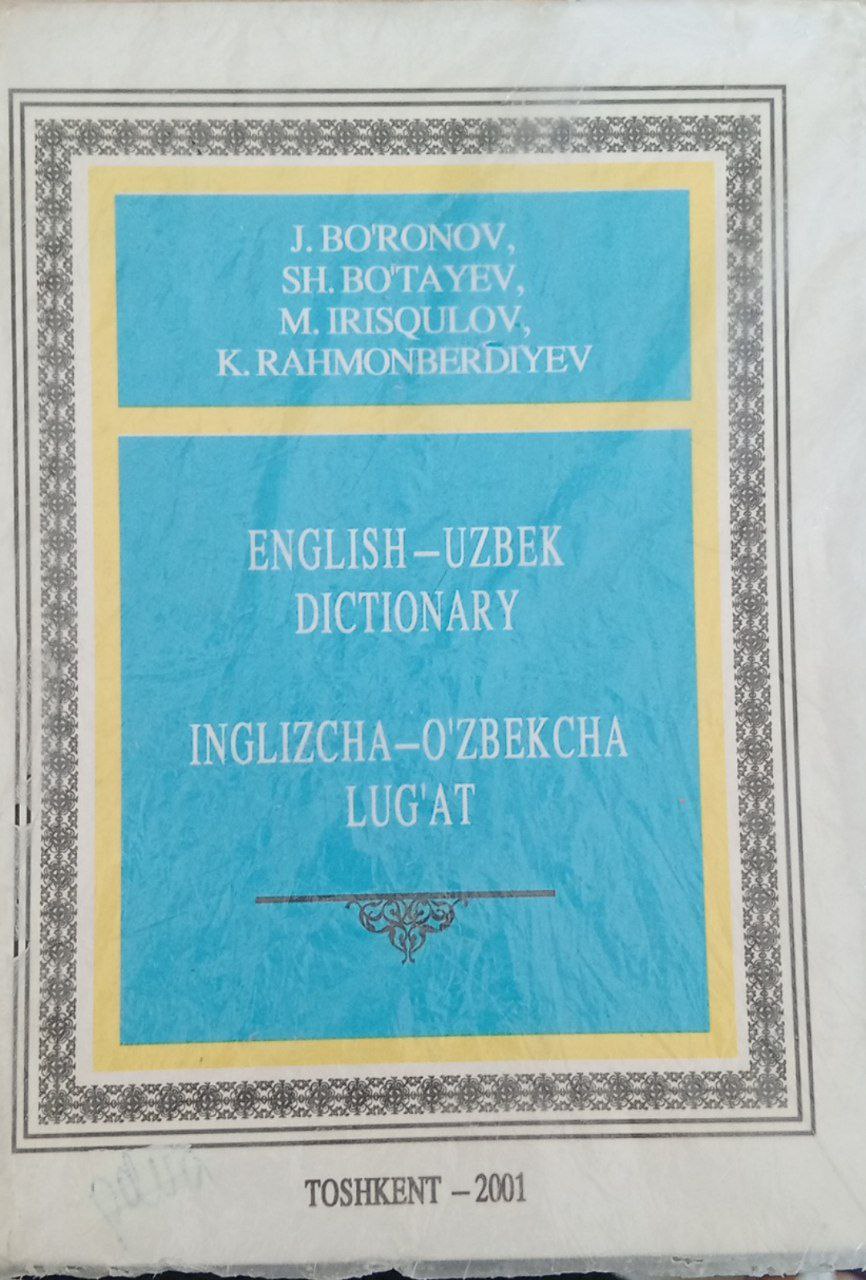 J. BO'RONOV,
SH. BO'TAYEV,
M. IRISQULOV,
K. RAHMONBERDIYEV
ENGLISH–UZBEK
DICTIONARY
INGLIZCHA–O'ZBEKCHA
LUG'AT
TOSHKENT – 2001